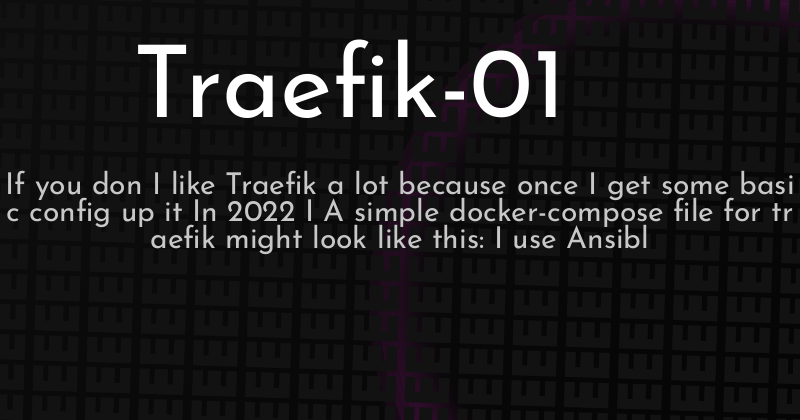 Traefik-01
If you don I like Traefik a lot because once I get some basi
c config up it In 2022 I A simple docker-compose file for tr
aefik might look like this: I use Ansibl